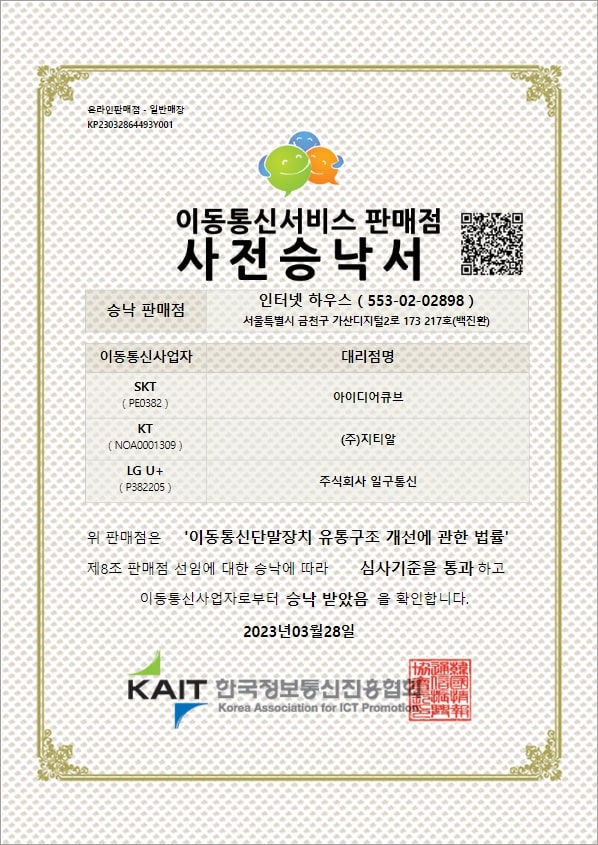 온라인판매점 - 일반매장
KP23032864493Y001
이동통신서비스 판매점
사전승낙서
승낙 판매점
인터넷 하우스 ( 553-02-02898 )
서울특별시 금천구 가산디지털2로 173 217호(백진환)
이동통신사업자 대리점명
SKT
( PE0382 )
아이디어큐브
KT
( NOA0001309 )
(주)지티알
LG U+
( P382205 )
주식회사 일구통신
위 판매점은 '이동통신단말장치 유통구조 개선에 관한 법률'
제8조 판매점 선임에 대한 승낙에 따라 심사기준을 통과 하고
이동통신사업자로부터 승낙 받았음 을 확인합니다.
2023년03월28일
KAIT 한국정보통신진흥협회
Korea Association for ICT Promotion